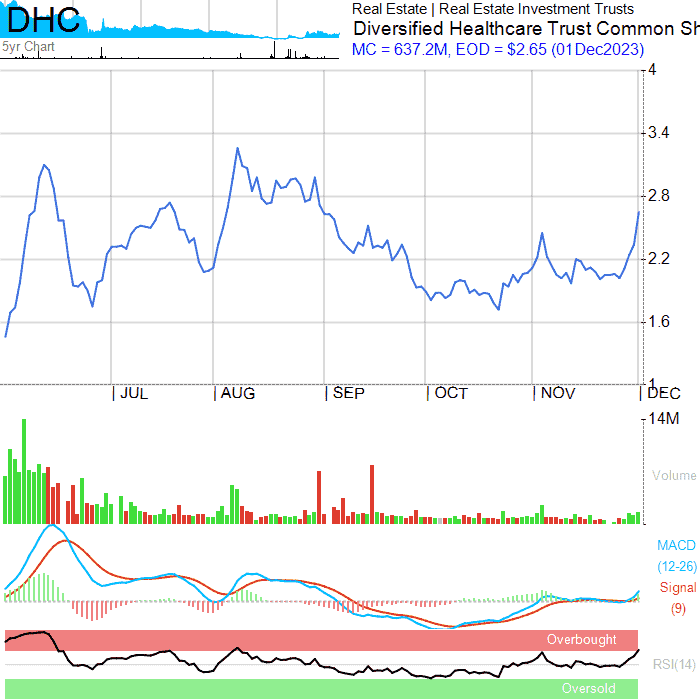 DHC
5yr Chart
Real Estate | Real Estate Investment Trusts
Diversified Healthcare Trust Common Sh
MC = 637.2M, EOD = $2.65 (01Dec2023)
4
3.4
2.8
2.2
1.6
1
| JUL | AUG | SEP | OCT | NOV | DEC
14M
Volume
MACD
(12-26)
Signal
(9)
Overbought
RSI(14)
Oversold